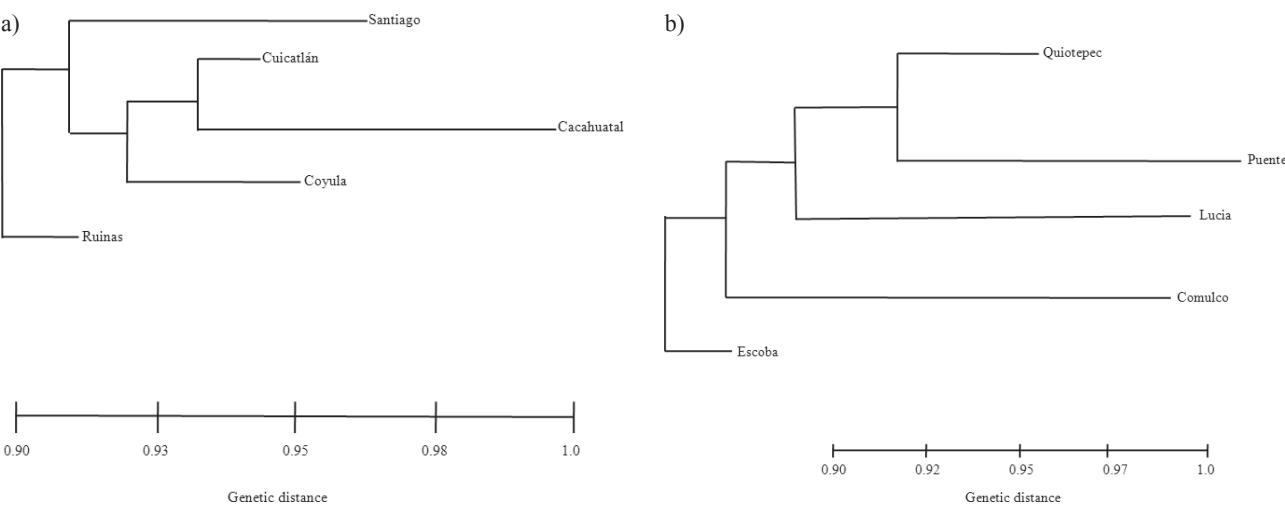 a)
Santiago
Cuicatlán
Cacahuatal
Coyula
Ruinas
0.90 0.93 0.95 0.98 1.0
Genetic distance
b)
Quiotepec
Puente
Lucia
Comulco
Escoba
0.90 0.92 0.95 0.97 1.0
Genetic distance